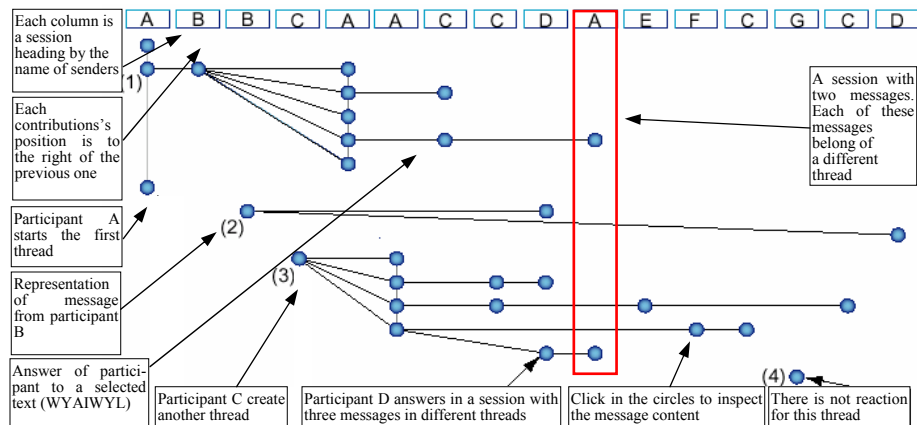 A B B C A A C C D A E F C G C D
Each column is
a session
heading by the
name of senders
(1)
Each
contributions's
position is to
the right of the
previous one
A session with
two messages.
Each of these
messages
belong of
a different
thread
Participant A
starts the first
thread
(2)
Representation
of message
from participant
B
(3)
Answer of partici-
pant to a selected
text (WYAIWYL)
Participant C create
another thread
Participant D answers in a session with
three messages in different threads
Click in the circles to inspect
the message content
(4)
There is not reaction
for this thread